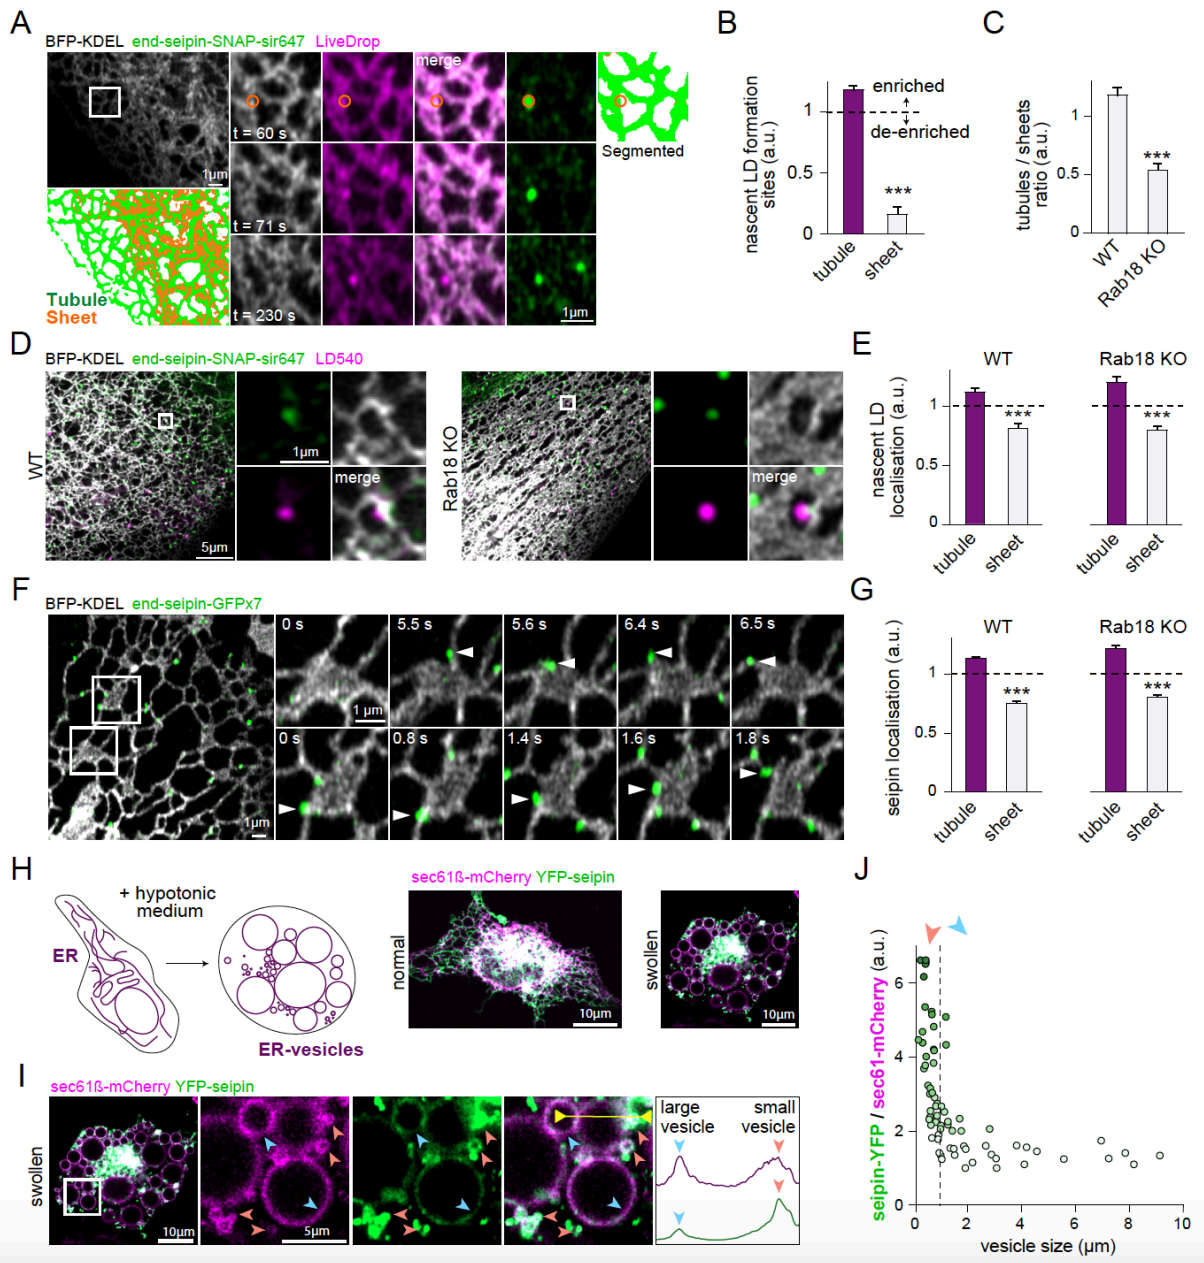 A
BFP-KDEL end-seipin-SNAP-sir647 LiveDrop
merge
t = 60 s
1µm
Segmented
t = 71 s
Tubule
Sheet
t = 230 s
1µm
B
nascent LD formation
sites (a.u.)
1
0.5
0
enriched
de-enriched
***
tubule
sheet
C
tubules / sheets
ratio (a.u.)
1
0.5
0
***
WT
Rab18 KO
D
BFP-KDEL end-seipin-SNAP-sir647 LD540
WT
5µm
1µm
merge
Rab18 KO
merge
E
WT
Rab18 KO
nascent LD
localisation (a.u.)
1
0.5
0
***
***
tubule
sheet
tubule
sheet
F
BFP-KDEL end-seipin-GFPx7
1µm
0 s
5.5 s
5.6 s
6.4 s
6.5 s
1 µm
0 s
0.8 s
1.4 s
1.6 s
1.8 s
G
WT
Rab18 KO
seipin localisation (a.u.)
1
0.5
0
***
***
tubule
sheet
tubule
sheet
H
+ hypotonic
medium
ER
ER-vesicles
sec61ß-mCherry YFP-seipin
normal
10µm
swollen
10µm
I
sec61ß-mCherry YFP-seipin
swollen
10µm
5µm
large
vesicle
small
vesicle
J
seipin-YFP / sec61-mCherry (a.u.)
6
4
2
0
0
2
4
6
8
10
vesicle size (µm)